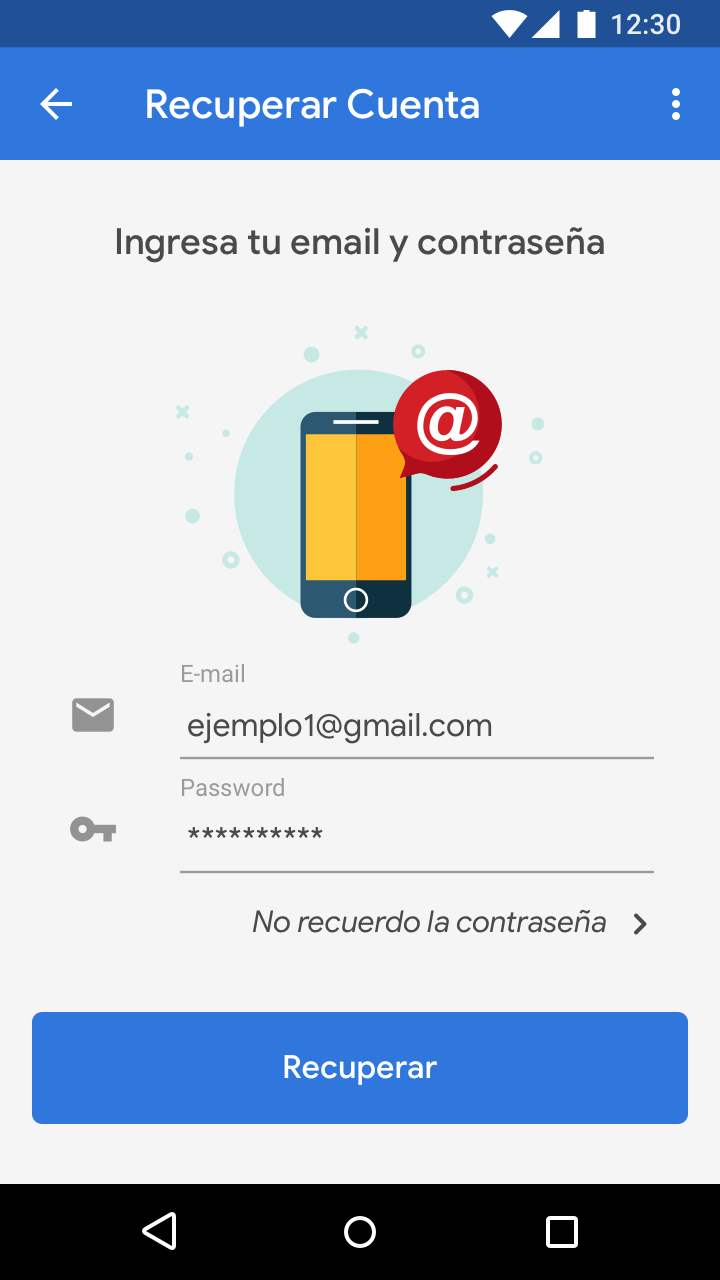 12:30
Recuperar Cuenta
Ingresa tu email y contraseña
@
E-mail
ejemplo1@gmail.com
Password
**********
No recuerdo la contraseña
Recuperar